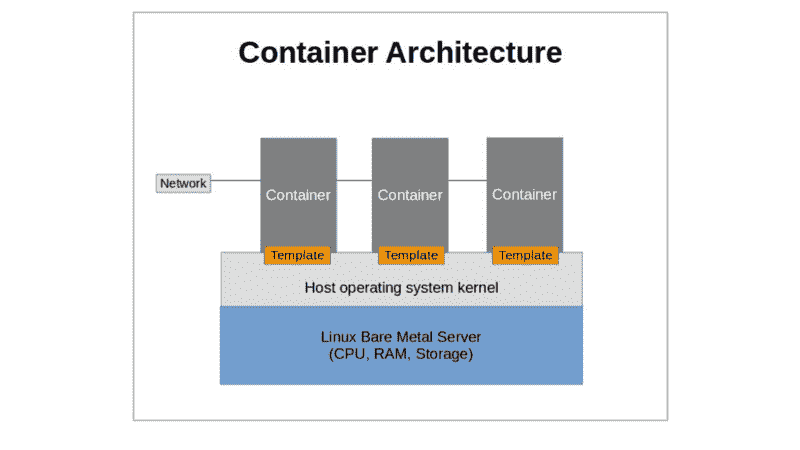 Container Architecture
Network
Container
Container
Container
Template
Template
Template
Host operating system kernel
Linux Bare Metal Server
(CPU, RAM, Storage)